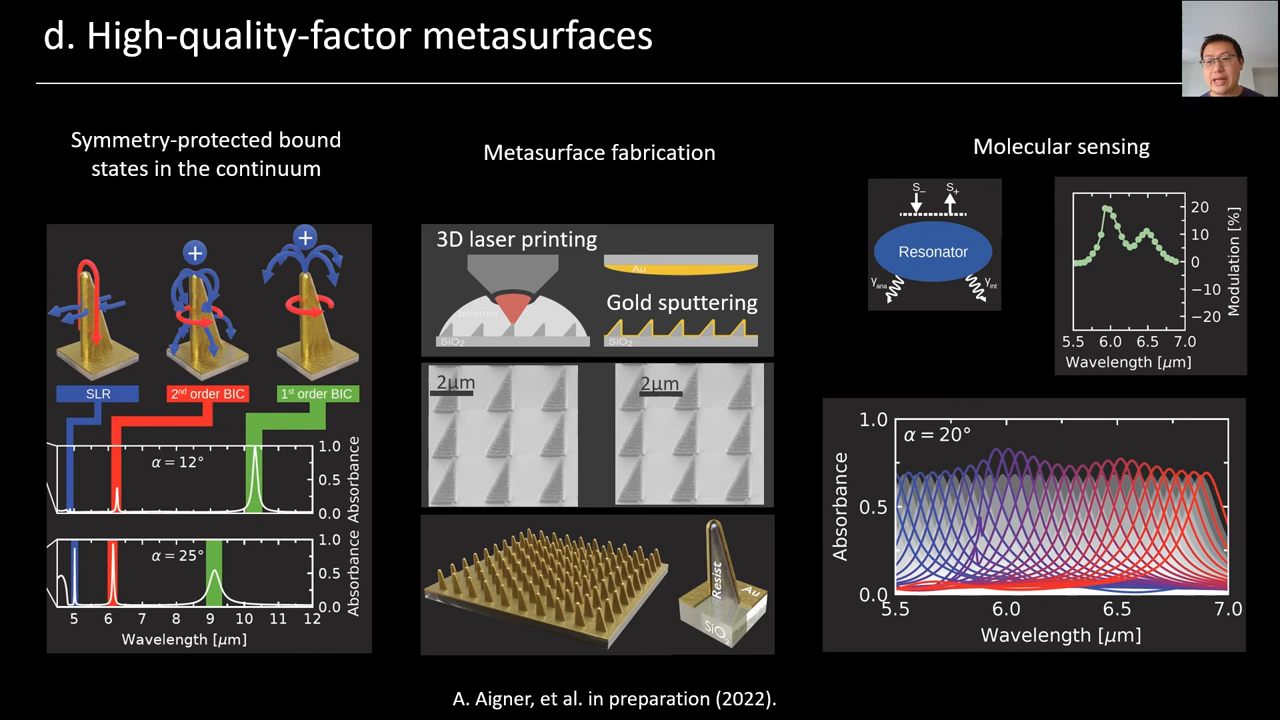 d. High-quality-factor metasurfaces
Symmetry-protected bound
states in the continuum
+
+
SLR
2nd order BIC
1st order BIC
α = 12°
1.0
0.5
0.0
Absorbance
α = 25°
1.0
0.5
0.0
Absorbance
5 6 7 8 9 10 11 12
Wavelength [μm]
Metasurface fabrication
3D laser printing
polymer
SiO2
Au
Gold sputtering
SiO2
2μm
2μm
Resist
Au
SiO2
Molecular sensing
S- S+
Resonator
γana
γint
20
10
0
−10
−20
Modulation [%]
5.5 6.0 6.5 7.0
Wavelength [μm]
α = 20°
1.0
0.5
0.0
Absorbance
5.5 6.0 6.5 7.0
Wavelength [μm]
A. Aigner, et al. in preparation (2022).